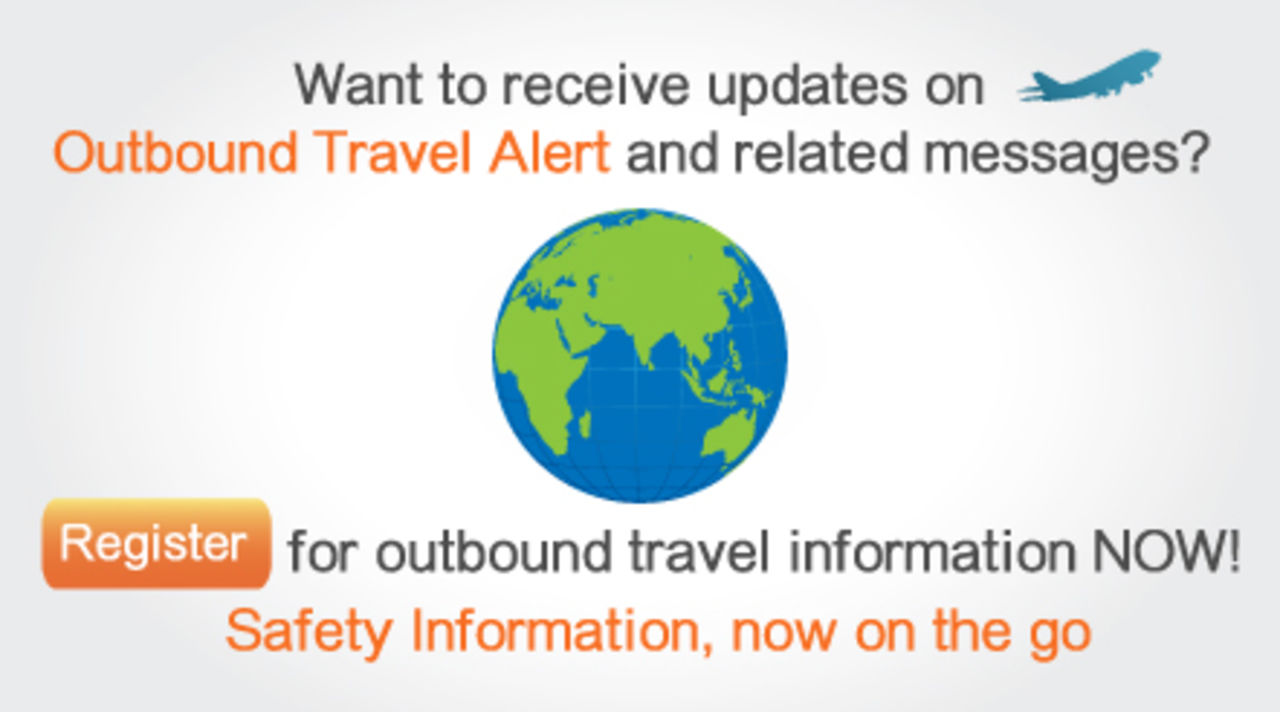 Want to receive updates on
Outbound Travel Alert and related messages?
Register for outbound travel information NOW!
Safety Information, now on the go